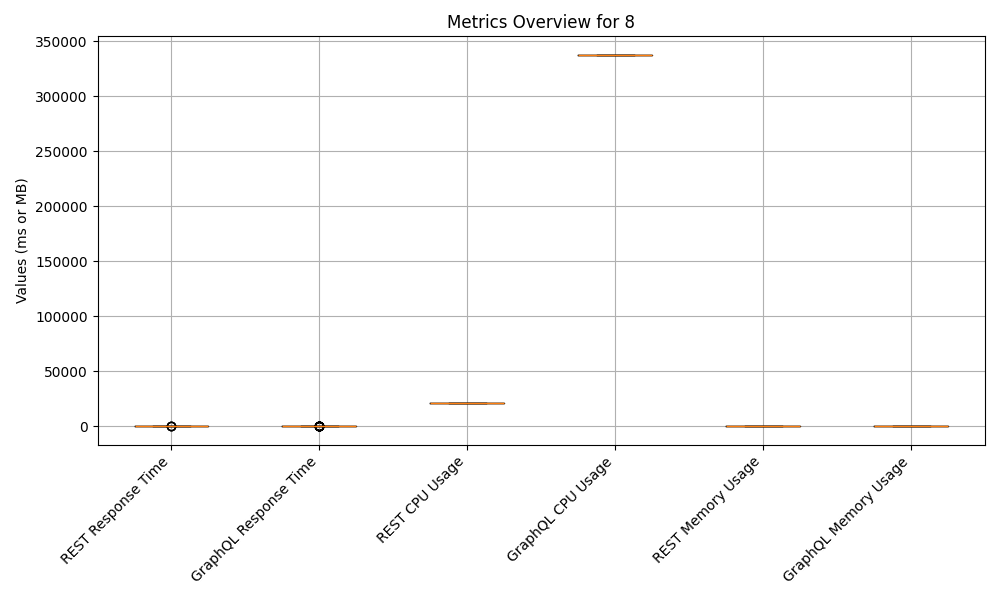 Metrics Overview for 8
Values (ms or MB)
350000
300000
250000
200000
150000
100000
50000
0
REST Response Time
GraphQL Response Time
REST CPU Usage
GraphQL CPU Usage
REST Memory Usage
GraphQL Memory Usage